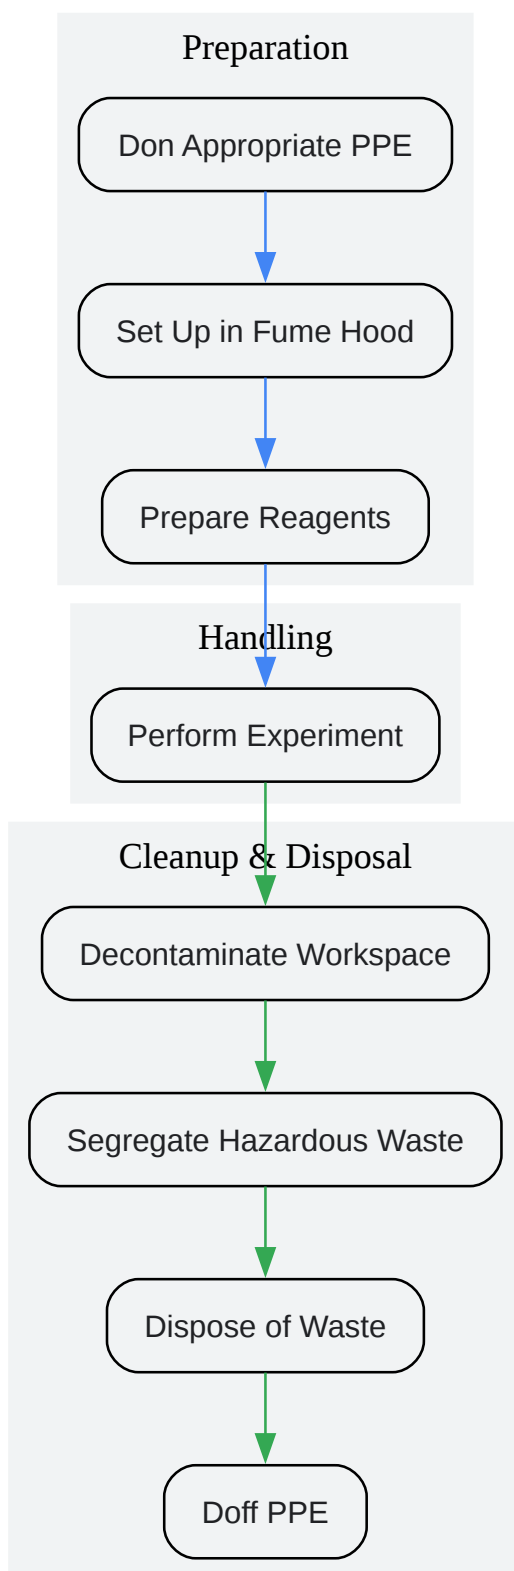 Preparation
Don Appropriate PPE
Set Up in Fume Hood
Prepare Reagents
Handling
Perform Experiment
Cleanup & Disposal
Decontaminate Workspace
Segregate Hazardous Waste
Dispose of Waste
Doff PPE